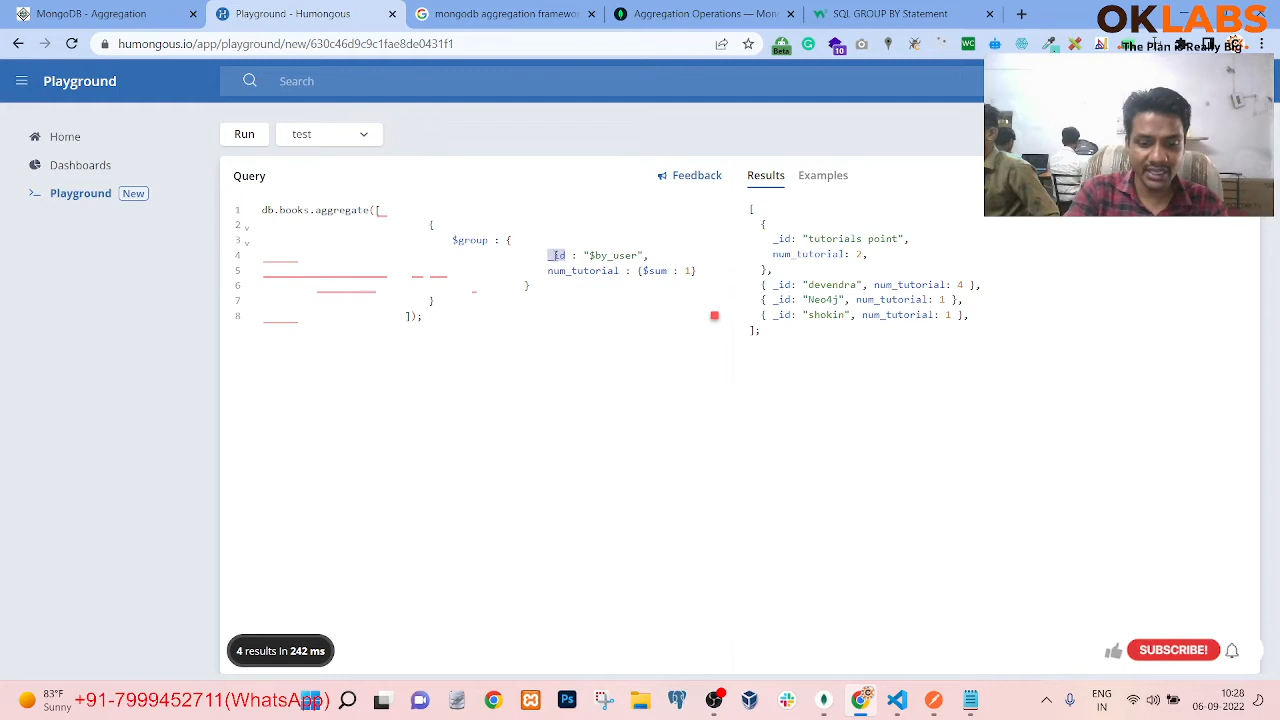 MongoDB - Aggregation
Playground - Humongous
mongodb aggregation framewo
Aggregation Operations — Mon
SQL GROUP BY Statement
OKLABS
humongous.io/app/playground/new/630c46d9c9c1fae8de0431f1
Beta
10
WC
The Plan is Really Big
Playground
Search
Home
Dashboards
Playground
New
Run
test
Query
Feedback
Results
Examples
1 db.books.aggregate([
2 {
3 $group : {
4 _id : "$by_user",
5 num_tutorial : {$sum : 1}
6 }
7 }
8 ]);
[
{
_id: "tutorials point",
num_tutorial: 2,
},
{ _id: "devendra", num_tutorial: 4 },
{ _id: "Neo4j", num_tutorial: 1 },
{ _id: "shokin", num_tutorial: 1 },
];
4 results in 242 ms
SUBSCRIBE!
83°F
Sunny
+91-7999452711(WhatsApp)
ENG
IN
10:28
06-09-2022